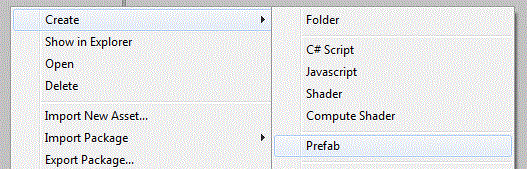 Create
Show in Explorer
Open
Delete
Import New Asset...
Import Package
Export Package...
Folder
C# Script
Javascript
Shader
Compute Shader
Prefab